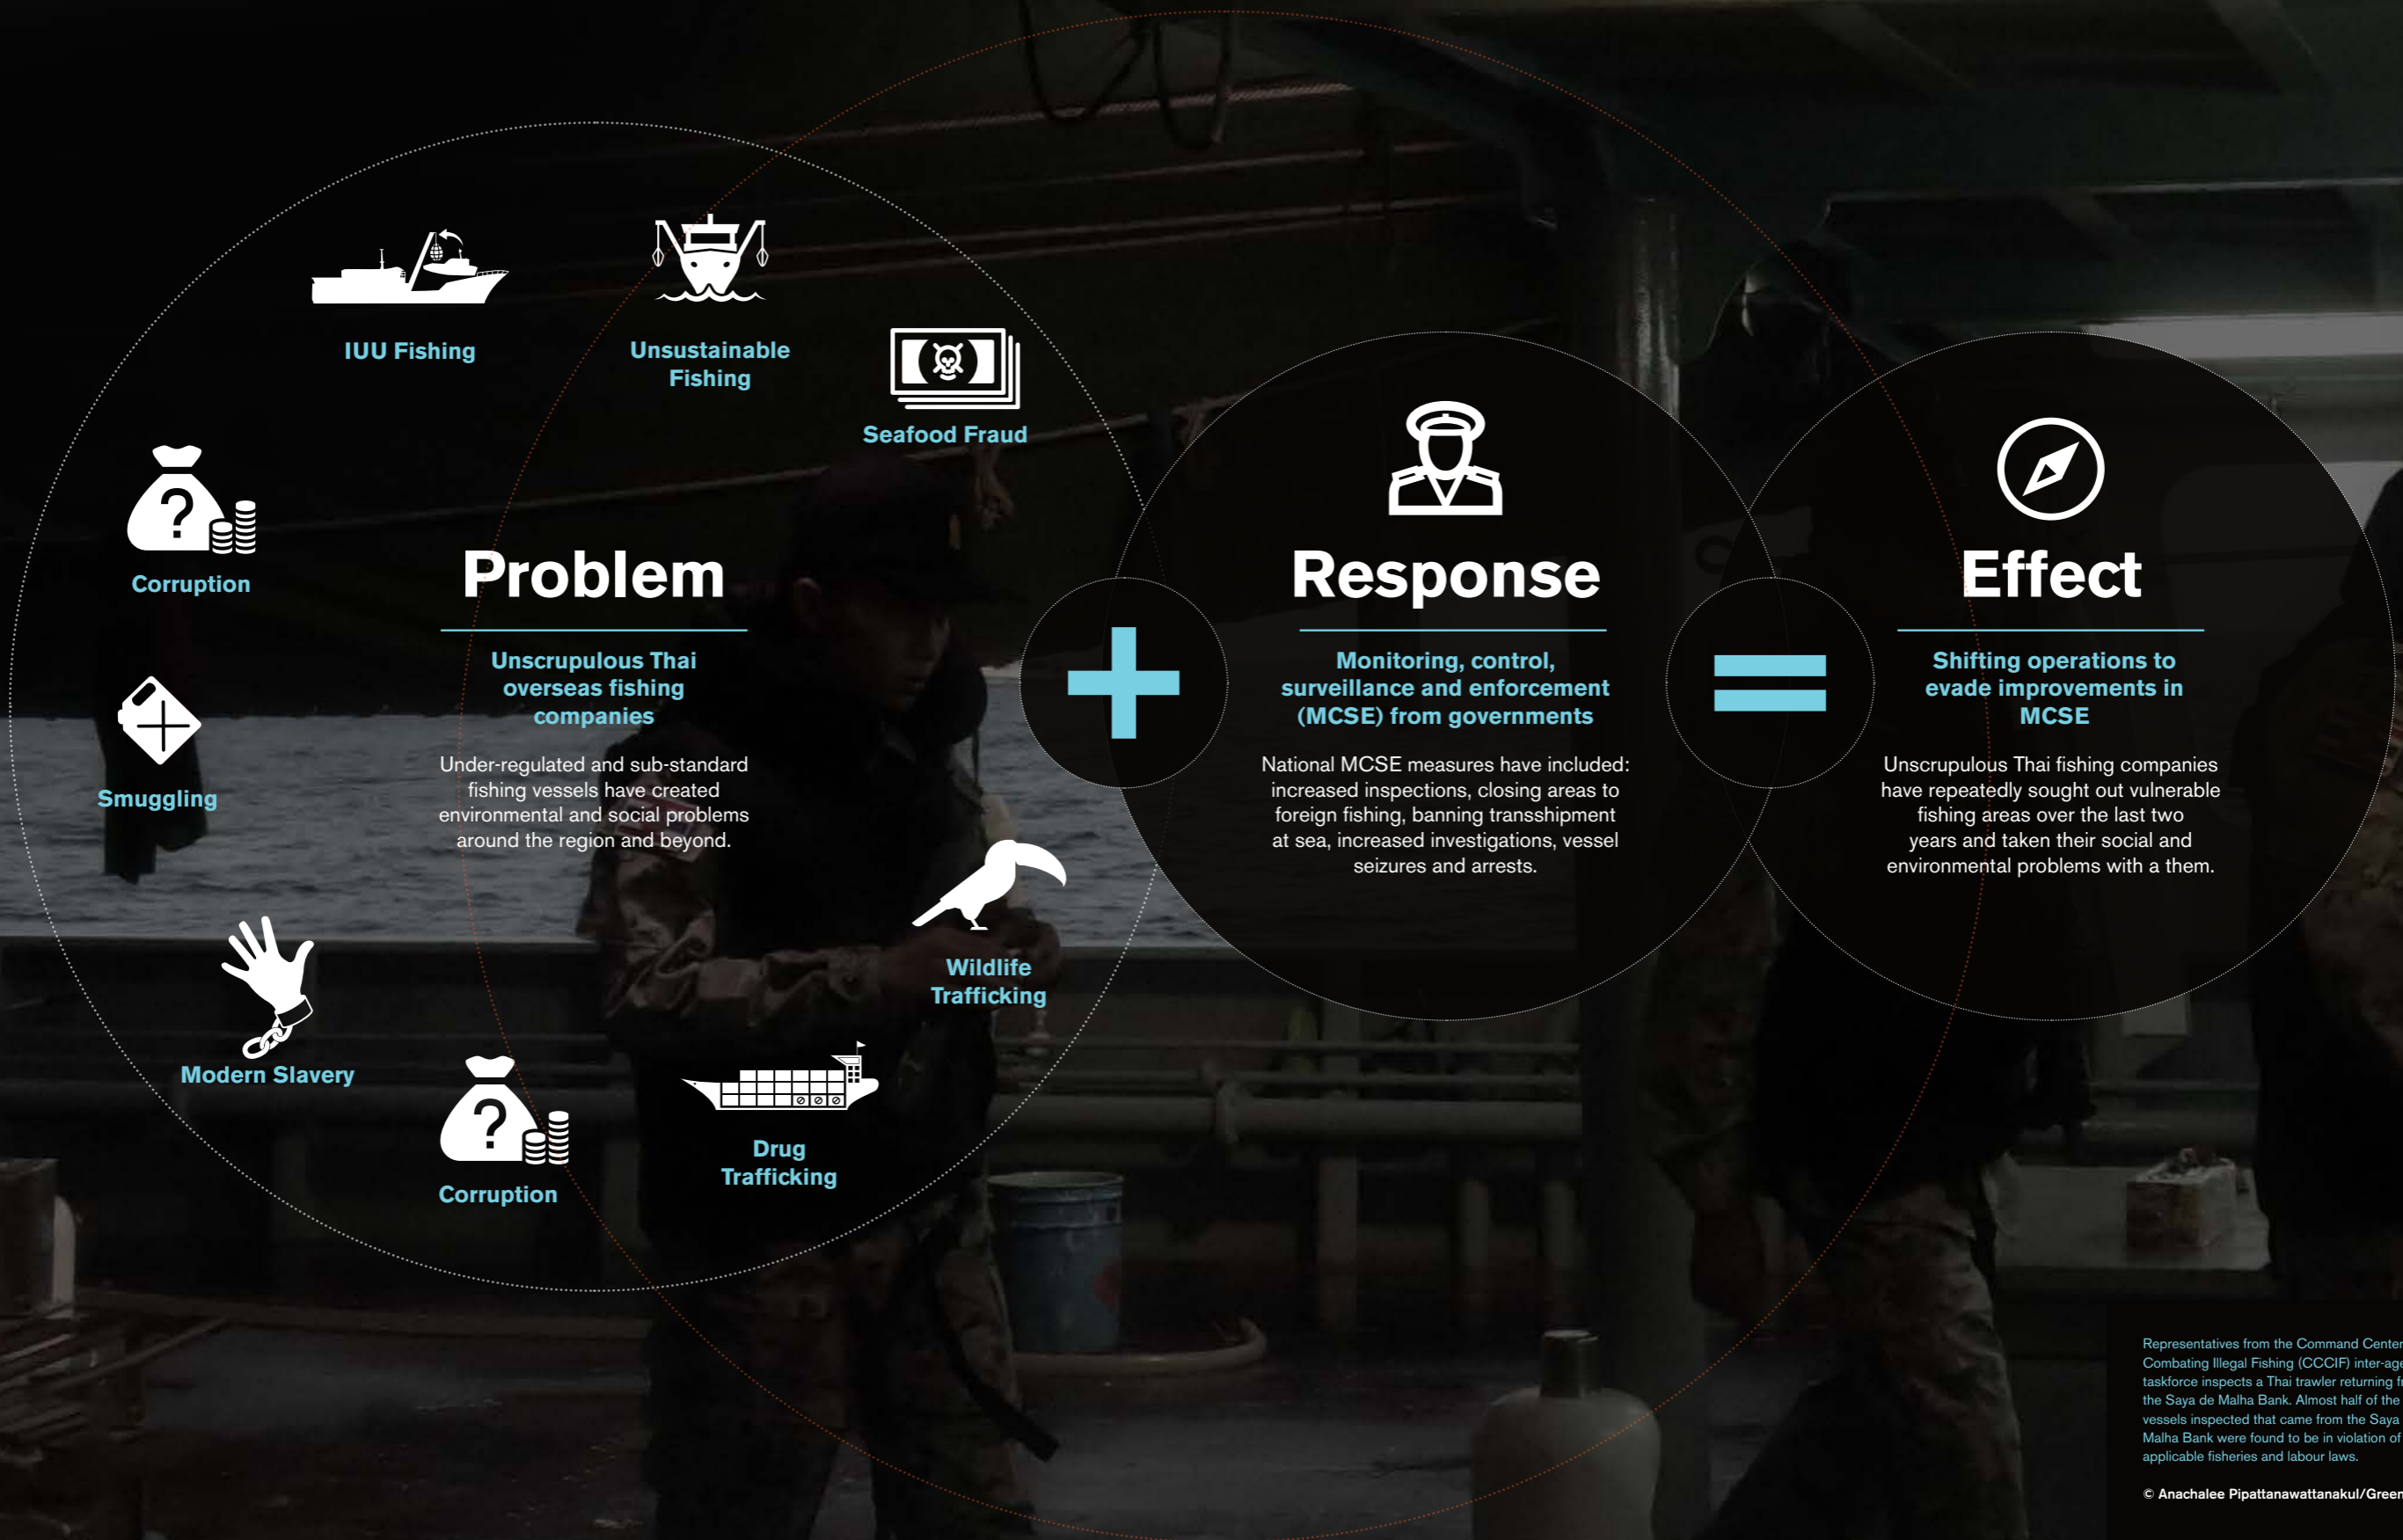 IUU Fishing
Unsustainable
Fishing
Seafood Fraud
Corruption
Smuggling
Modern Slavery
Corruption
Drug
Trafficking
Wildlife
Trafficking
?
?
Problem
Unscrupulous Thai
overseas fishing
companies
Under-regulated and sub-standard
fishing vessels have created
environmental and social problems
around the region and beyond.
+
Response
Monitoring, control,
surveillance and enforcement
(MCSE) from governments
National MCSE measures have included:
increased inspections, closing areas to
foreign fishing, banning transshipment
at sea, increased investigations, vessel
seizures and arrests.
=
Effect
Shifting operations to
evade improvements in
MCSE
Unscrupulous Thai fishing companies
have repeatedly sought out vulnerable
fishing areas over the last two
years and taken their social and
environmental problems with a them.
Representatives from the Command Center
Combating Illegal Fishing (CCCIF)
taskforce inspects a Thai trawler returning
the Saya de Malha Bank. Almost half of the
vessels inspected that came from the Saya
Malha Bank were found to be in violation of
applicable fisheries and labour laws.
© Anachalee Pipattanawattanakul/Green